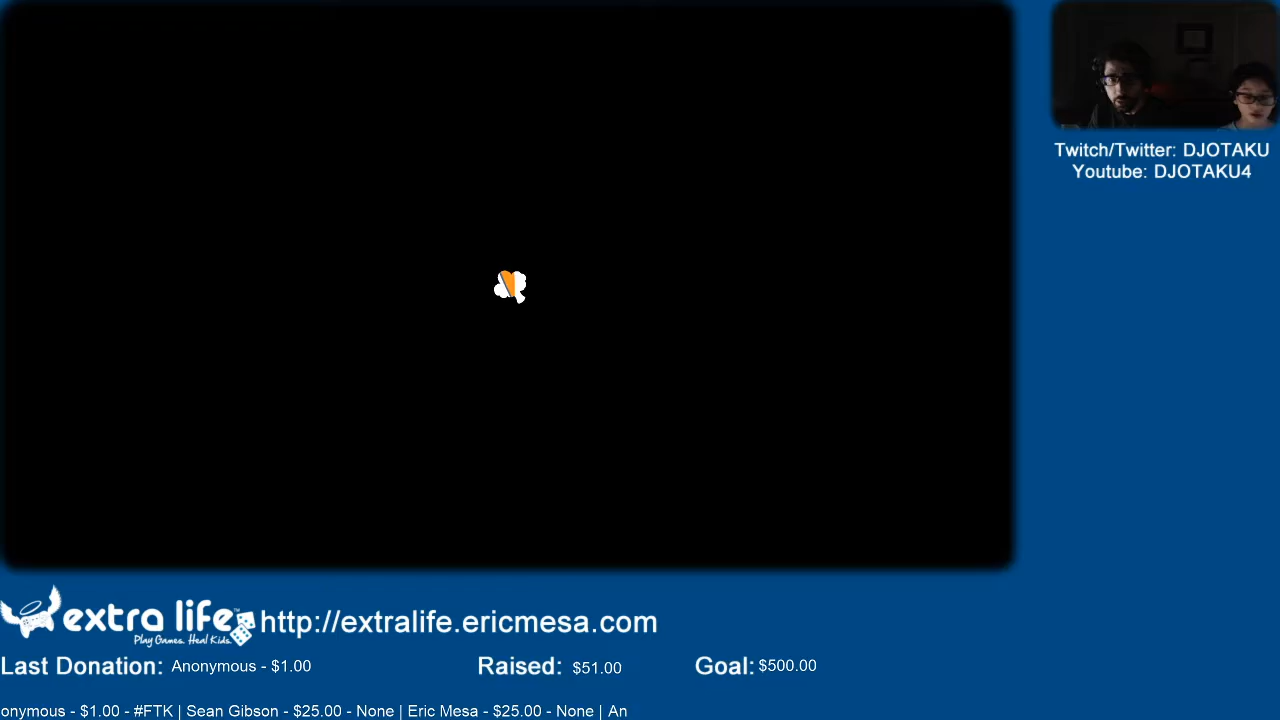 Twitch/Twitter: DJOTAKU
Youtube: DJOTAKU4
extra life
Play Games. Heal Kids.
http://extralife.ericmesa.com
Last Donation: Anonymous - $1.00 Raised: $51.00 Goal: $500.00
onymous - $1.00 - #FTK | Sean Gibson - $25.00 - None | Eric Mesa - $25.00 - None | An